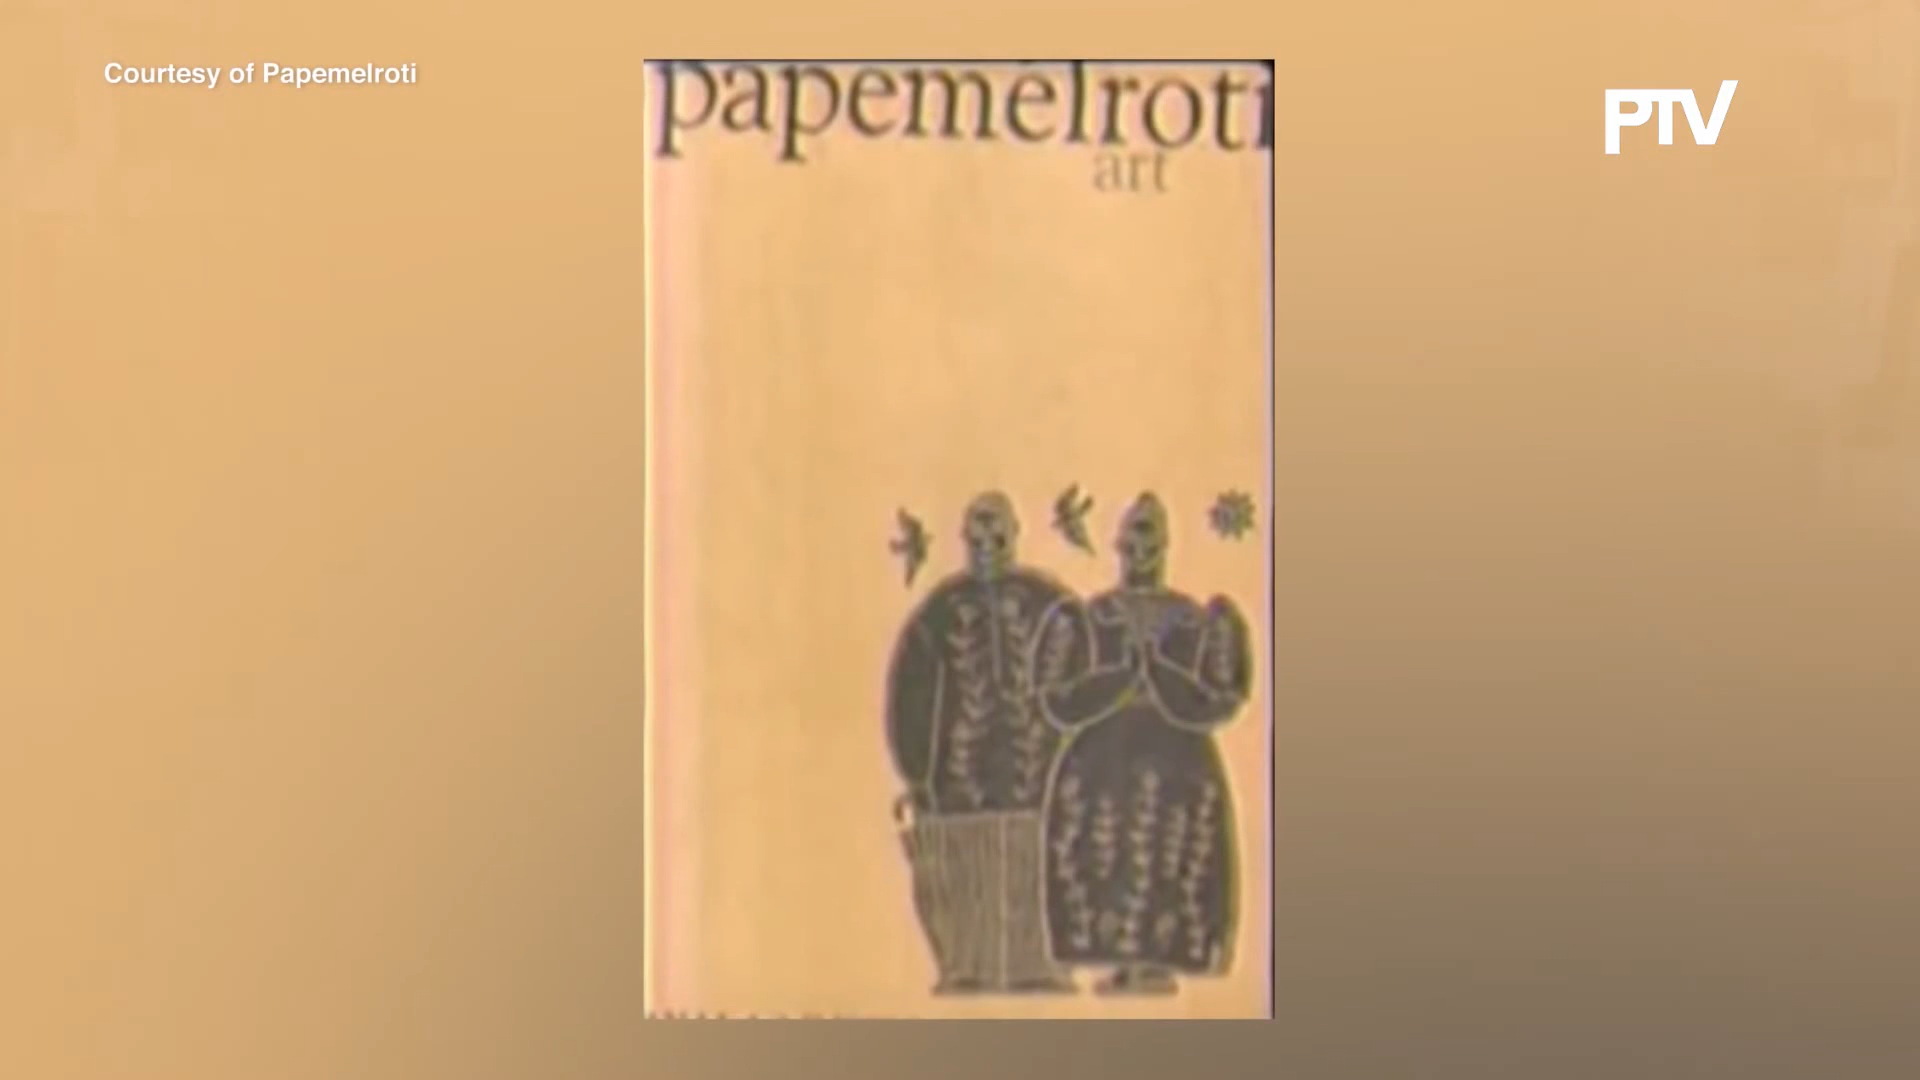 Courtesy of Papemelroti
papemelroti
art
PTV